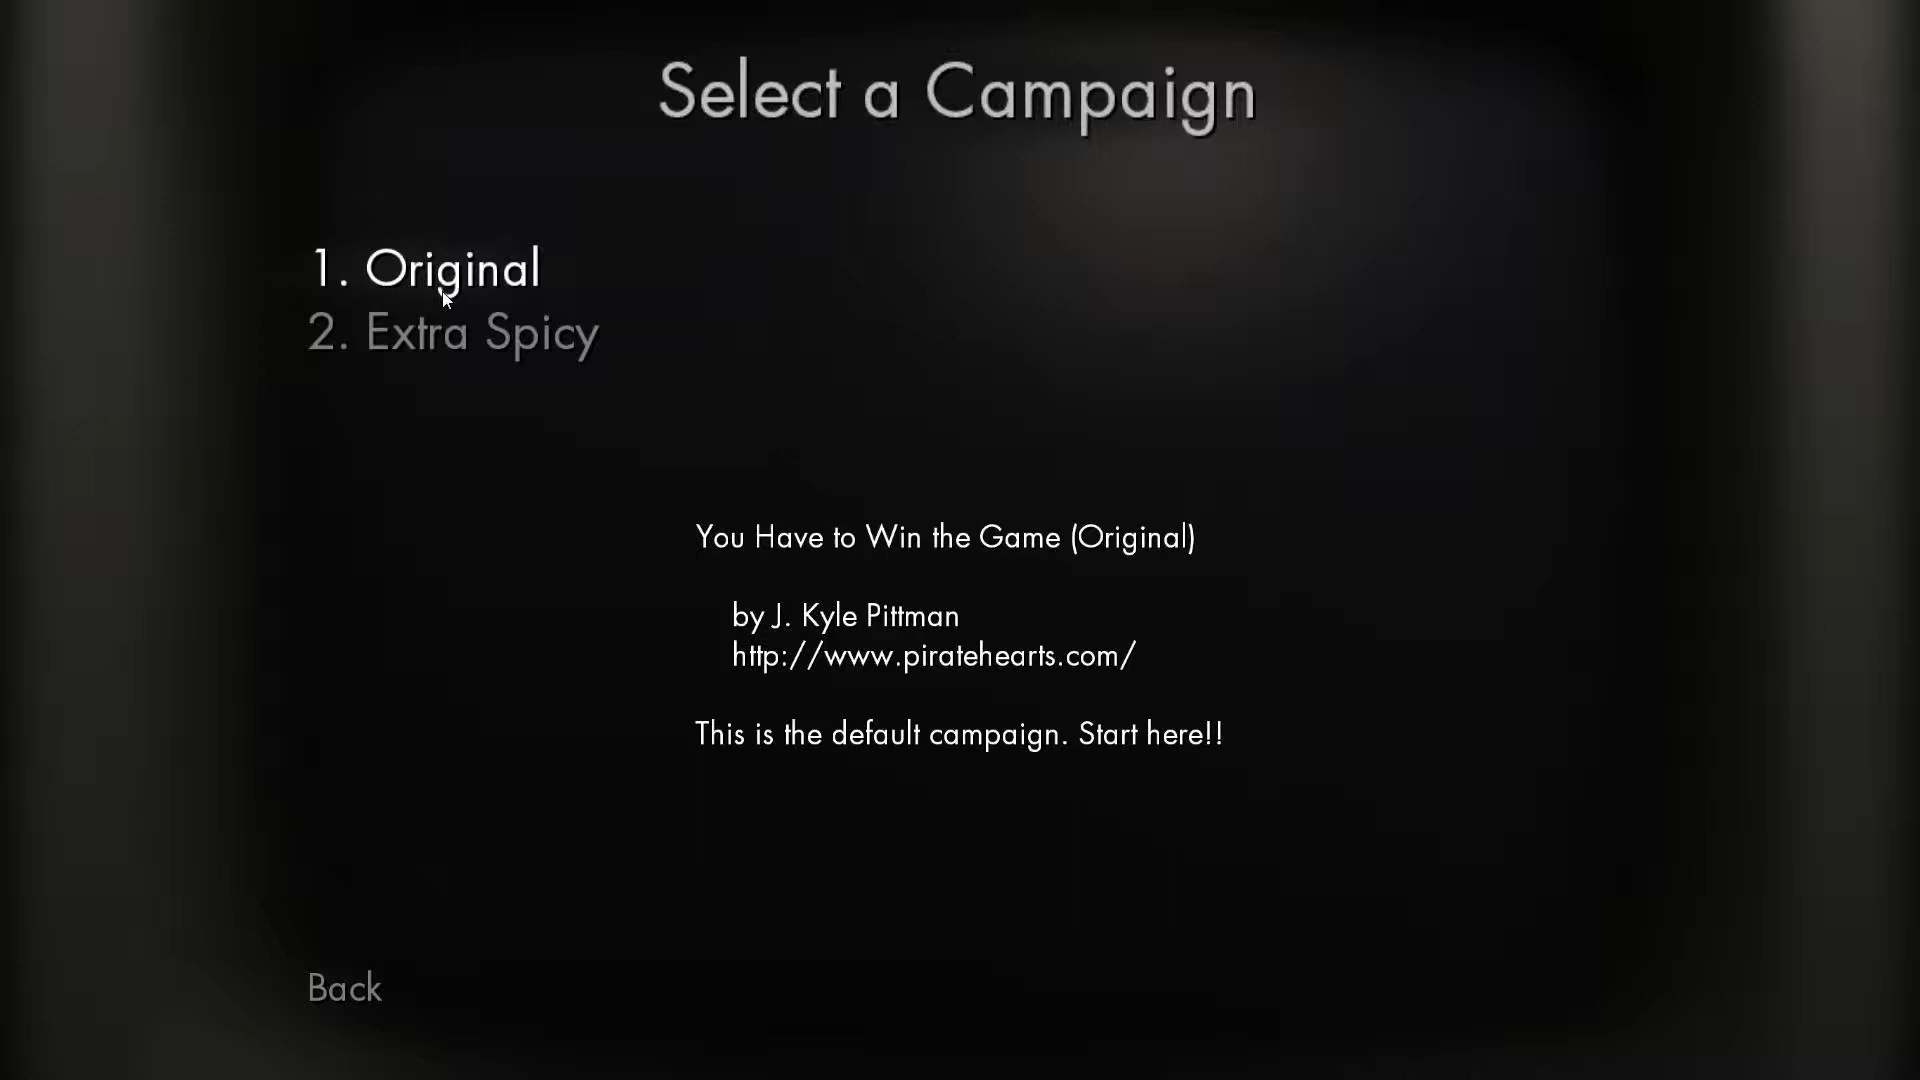 Select a Campaign
1. Original
2. Extra Spicy
You Have to Win the Game (Original)
by J. Kyle Pittman
http://www.piratehearts.com/
This is the default campaign. Start here!!
Back